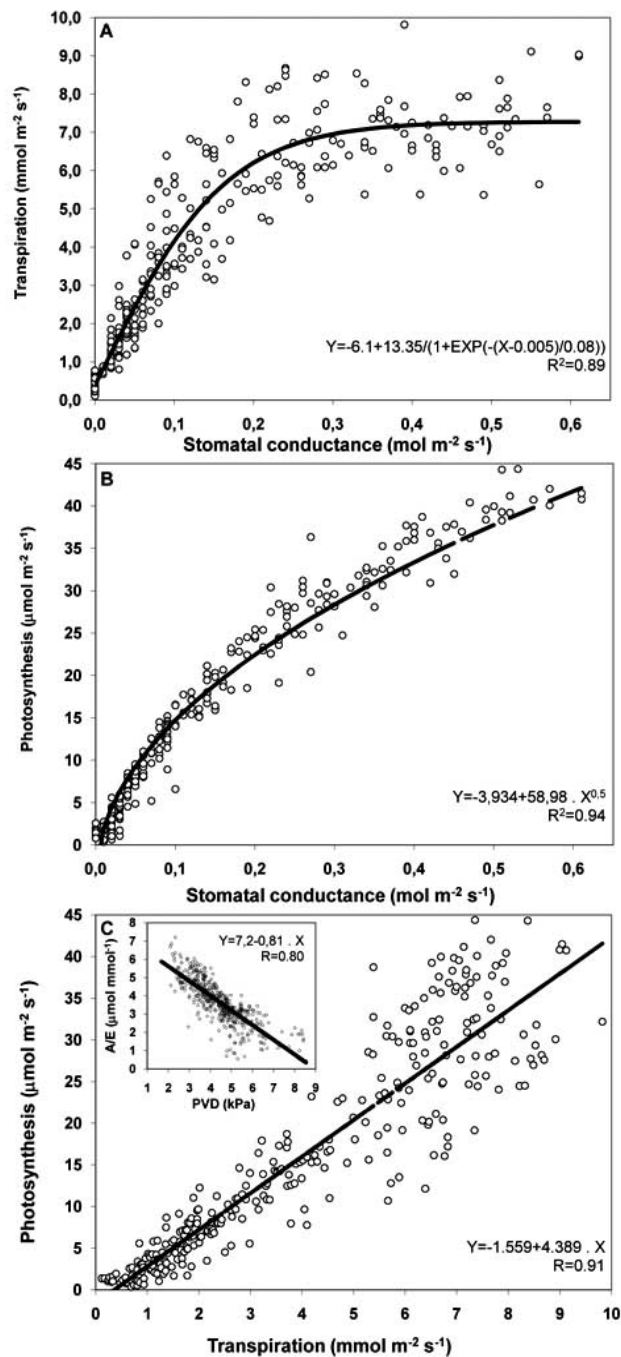 A
10,0
9,0
8,0
7,0
6,0
5,0
4,0
3,0
2,0
1,0
0,0
Transpiration (mmol m⁻² s⁻¹)
Y=-6.1+13.35/(1+EXP(-(X-0.005)/0.08))
R²=0.89
0,0 0,1 0,2 0,3 0,4 0,5 0,6
Stomatal conductance (mol m⁻² s⁻¹)
B
45
40
35
30
25
20
15
10
5
0
Photosynthesis (µmol m⁻² s⁻¹)
Y=-3,934+58,98 . X⁰·⁵
R²=0.94
0,0 0,1 0,2 0,3 0,4 0,5 0,6
Stomatal conductance (mol m⁻² s⁻¹)
C
45
40
35
30
25
20
15
10
5
0
Photosynthesis (µmol m⁻² s⁻¹)
8
7
6
5
4
3
2
1
0
A/E (µmol mmol⁻¹)
Y=7,2-0,81 . X
R=0.80
1 2 3 4 5 6 7 8 9
PVD (kPa)
Y=-1.559+4.389 . X
R=0.91
0 1 2 3 4 5 6 7 8 9 10
Transpiration (mmol m⁻² s⁻¹)